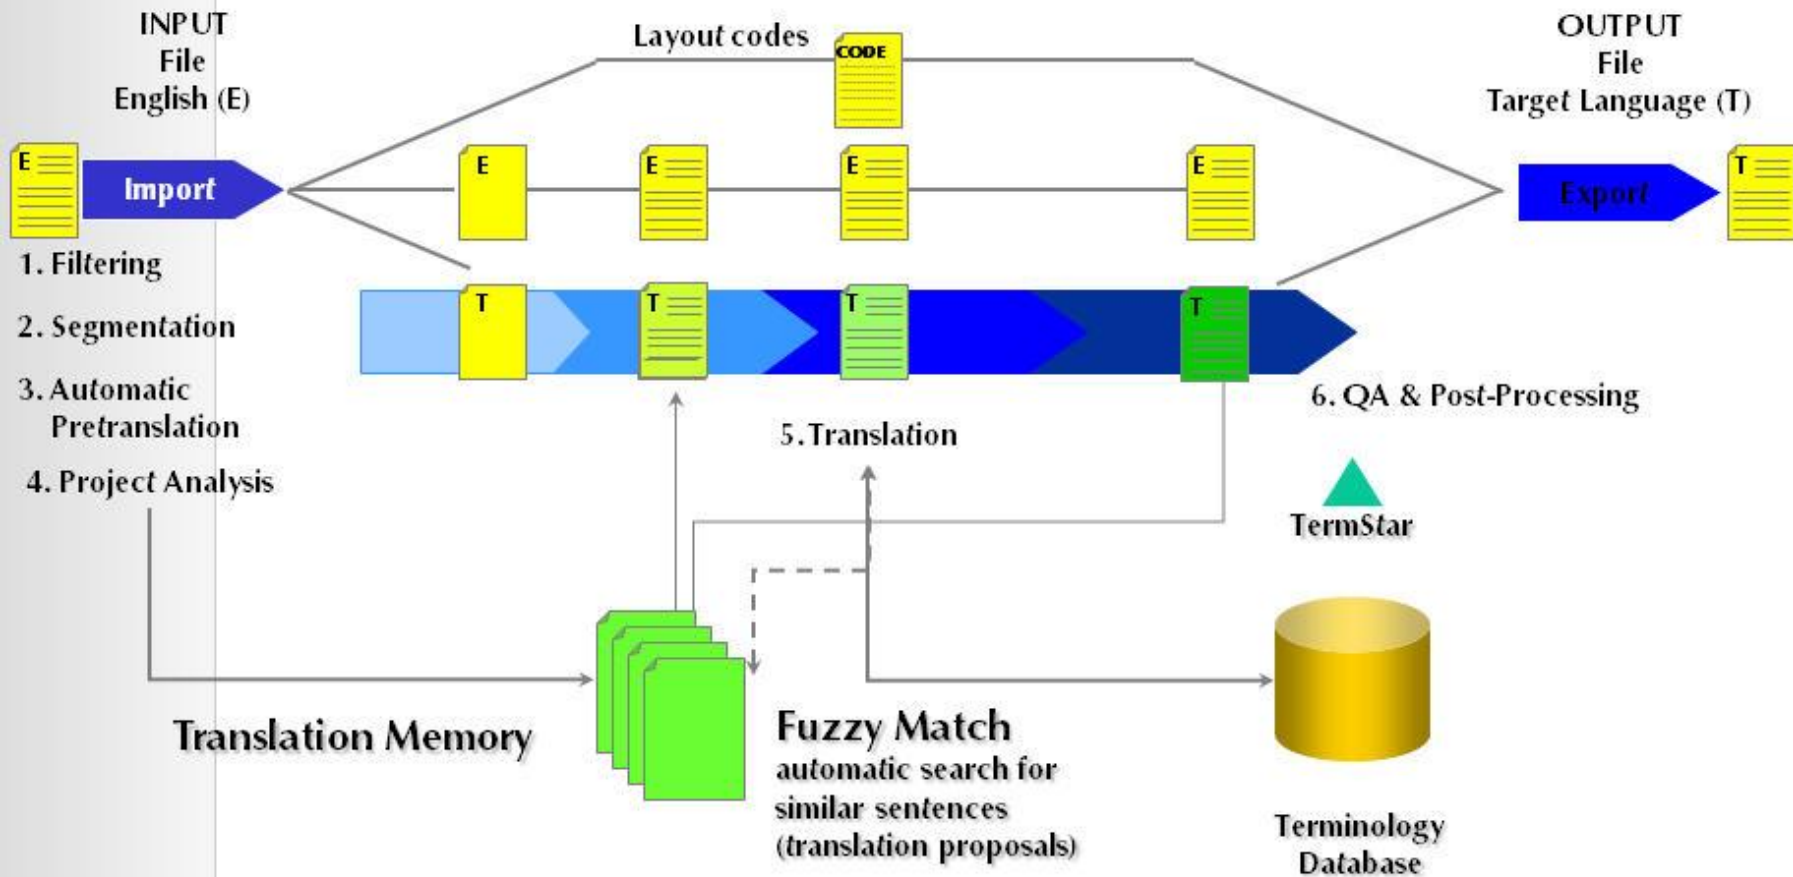 INPUT
File
English (E)
Layout codes
CODE
OUTPUT
File
Target Language (T)
E
Import
E
E
E
E
Export
T
1. Filtering
2. Segmentation
3. Automatic
Pretranslation
4. Project Analysis
T
T
T
T
5. Translation
6. QA & Post-Processing
TermStar
Translation Memory
Fuzzy Match
automatic search for
similar sentences
(translation proposals)
Terminology
Database